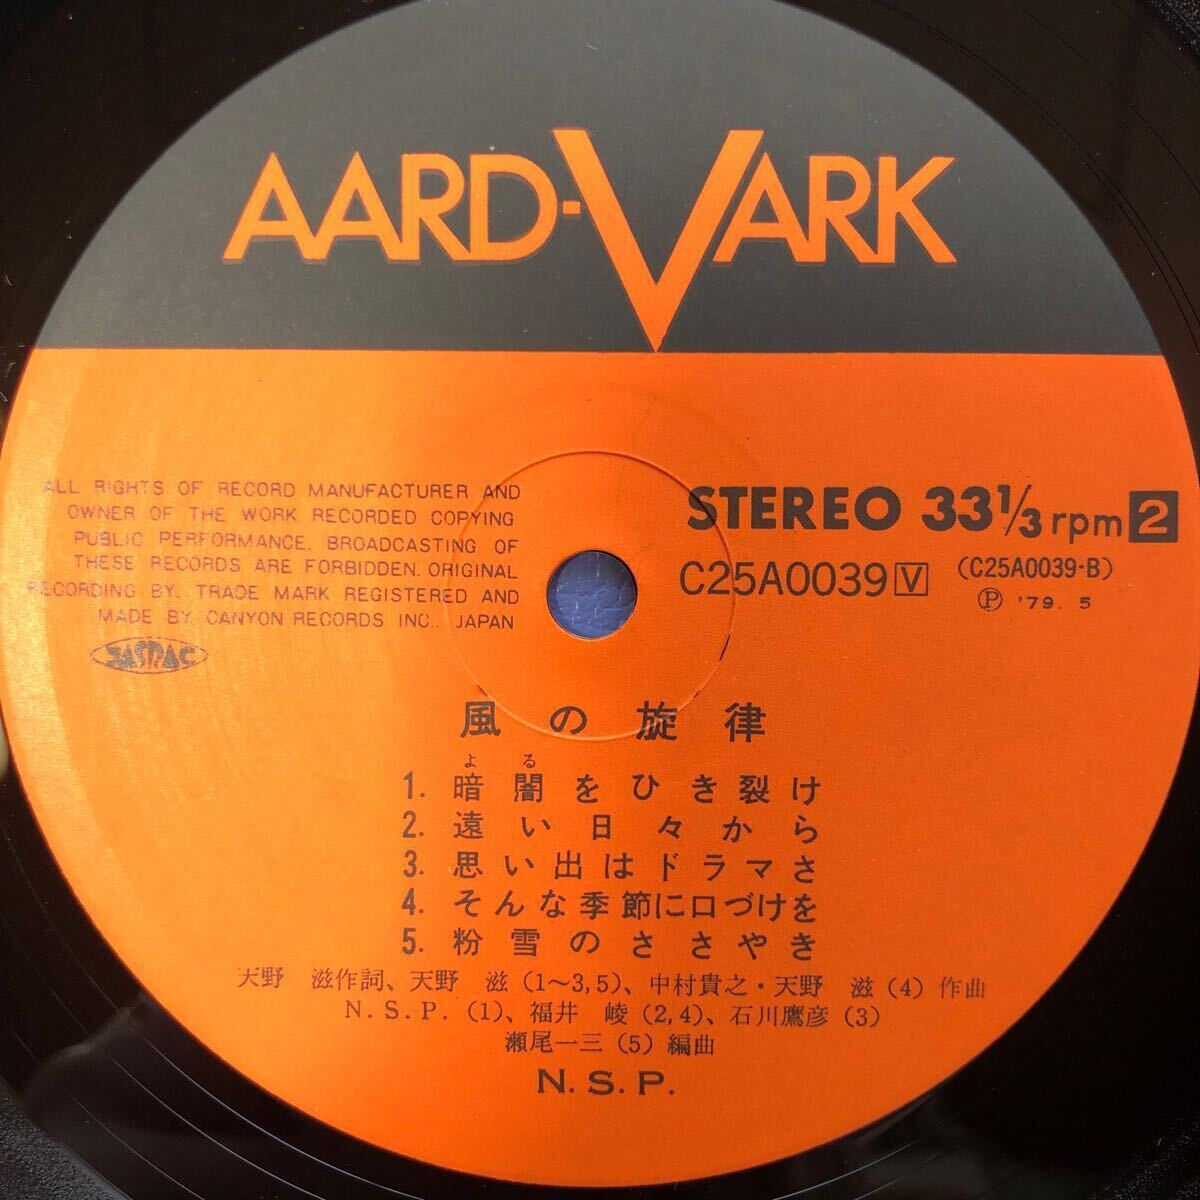 AARD-VARK
ALL RIGHTS OF RECORD MANUFACTURER AND
OWNER OF THE WORK RECORDED COPYING
PUBLIC PERFORMANCE. BROADCASTING OF
THESE RECORDS ARE FORBIDDEN. ORIGINAL
RECORDING BY. TRADE MARK REGISTERED AND
MADE BY CANYON RECORDS INC., JAPAN
JASRAC
STEREO 33 1/3 rpm 2
C25A0039 V (C25A0039-B)
Ⓟ '79. 5
風の旋律
よる
1. 暗闇をひき裂け
2. 遠い日々から
3. 思い出はドラマさ
4. そんな季節に口づけを
5. 粉雪のささやき
天野 滋作詞、天野 滋(1〜3,5)、中村貴之・天野 滋(4)作曲
N.S.P.(1)、福井 崚(2,4)、石川鷹彦(3)
瀬尾一三(5)編曲
N.S.P.